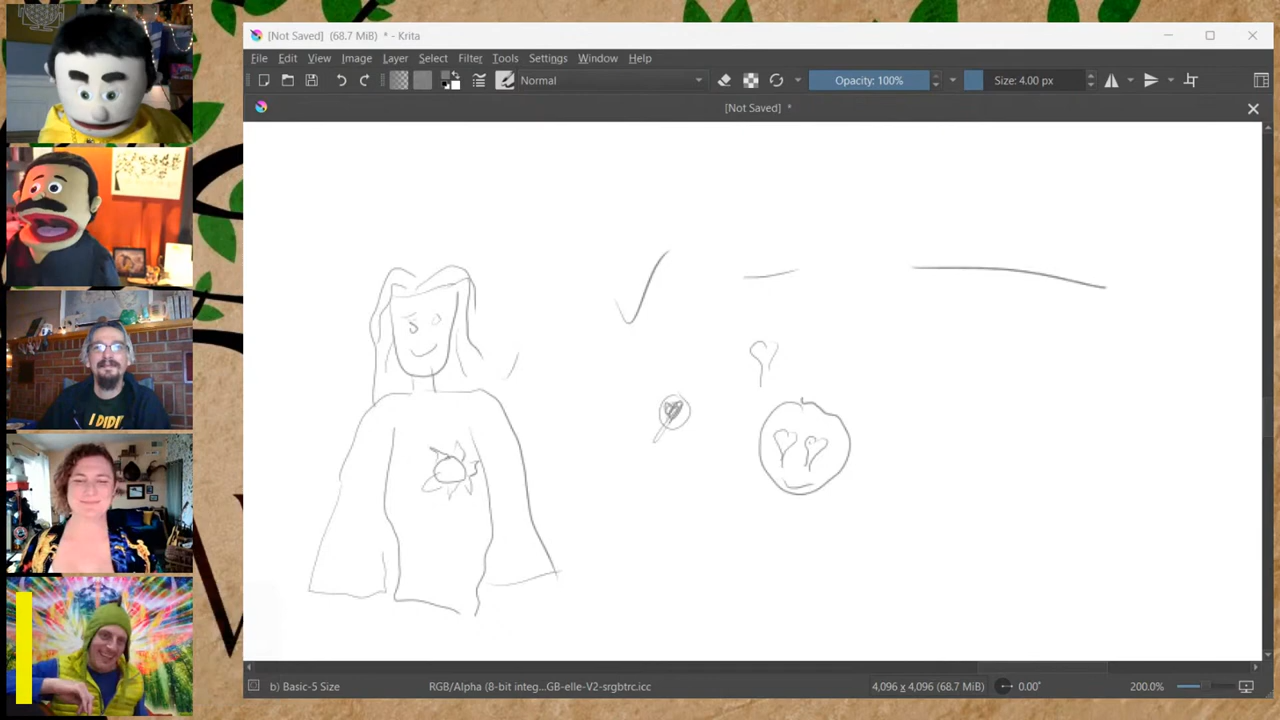 [Not Saved] (68.7 MiB) * - Krita
File Edit View Image Layer Select Filter Tools Settings Window Help
Normal
Opacity: 100%
Size: 4.00 px
[Not Saved] *
I DID!
b) Basic-5 Size
RGB/Alpha (8-bit integ...GB-elle-V2-srgbtrc.icc
4,096 x 4,096 (68.7 MiB)
0.00°
200.0%